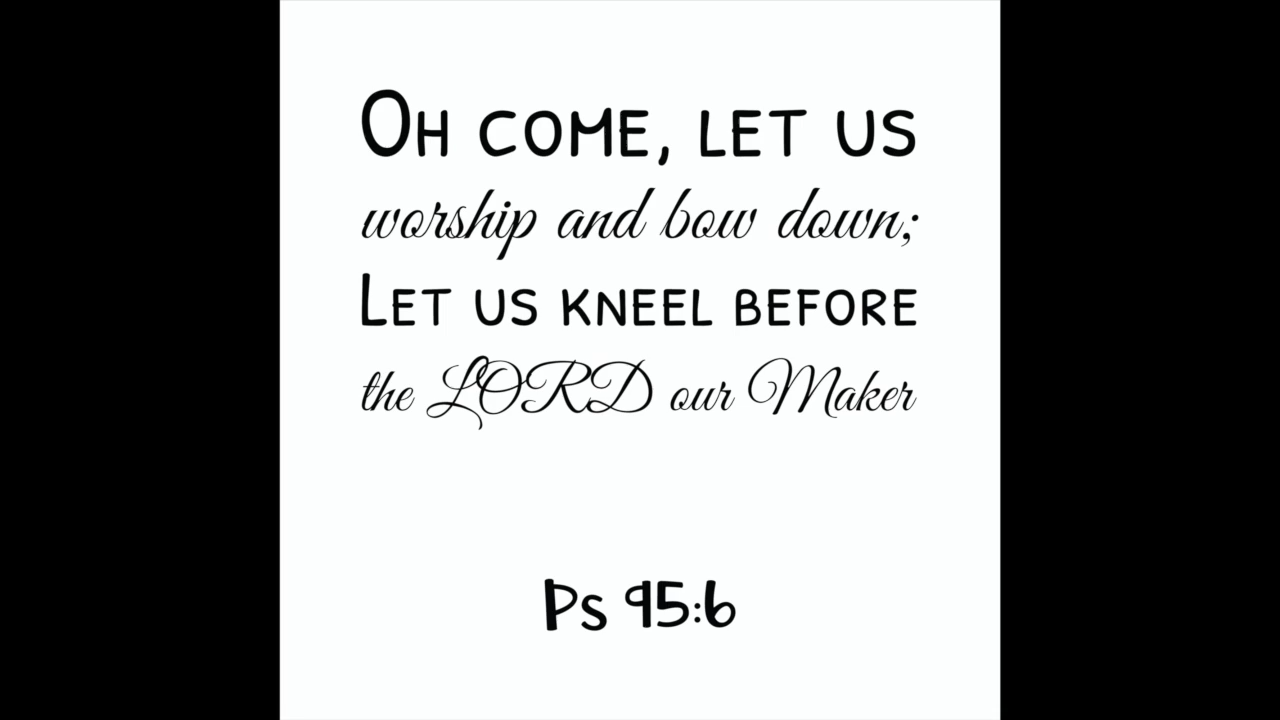 Oh come, let us
worship and bow down;
Let us kneel before
the LORD our Maker
Ps 95:6